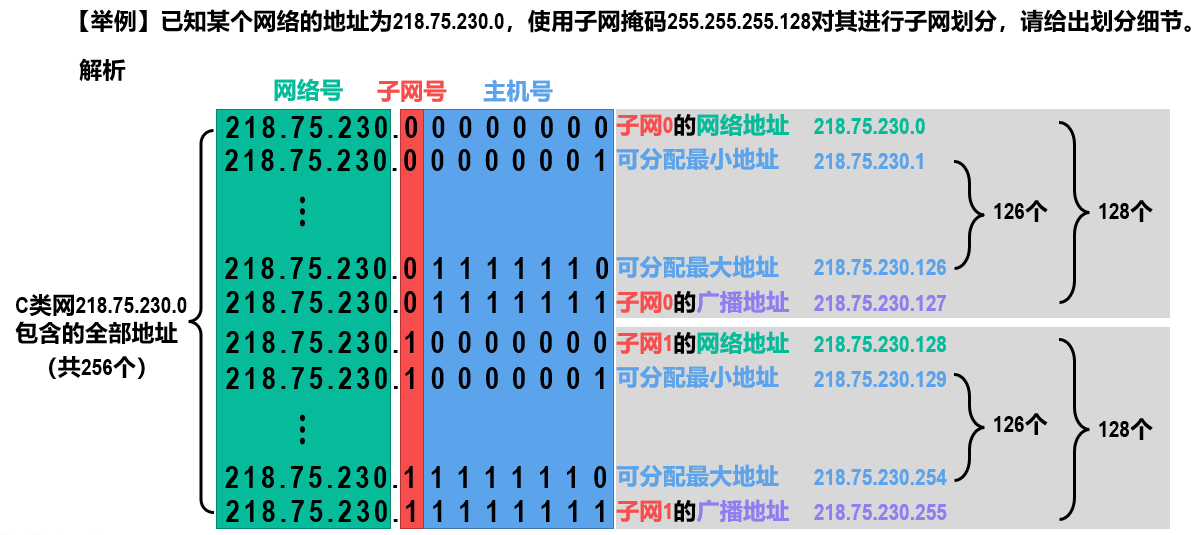 【举例】已知某个网络的地址为218.75.230.0，使用子网掩码255.255.255.128对其进行子网划分，请给出划分细节。
解析
网络号 子网号 主机号
218.75.230.0 0 0 0 0 0 0 0 子网0的网络地址 218.75.230.0
218.75.230.0 0 0 0 0 0 0 1 可分配最小地址 218.75.230.1
⋮
126个 128个
218.75.230.0 1 1 1 1 1 1 0 可分配最大地址 218.75.230.126
218.75.230.0 1 1 1 1 1 1 1 子网0的广播地址 218.75.230.127
C类网218.75.230.0
包含的全部地址
（共256个）
218.75.230.1 0 0 0 0 0 0 0 子网1的网络地址 218.75.230.128
218.75.230.1 0 0 0 0 0 0 1 可分配最小地址 218.75.230.129
⋮
126个 128个
218.75.230.1 1 1 1 1 1 1 0 可分配最大地址 218.75.230.254
218.75.230.1 1 1 1 1 1 1 1 子网1的广播地址 218.75.230.255